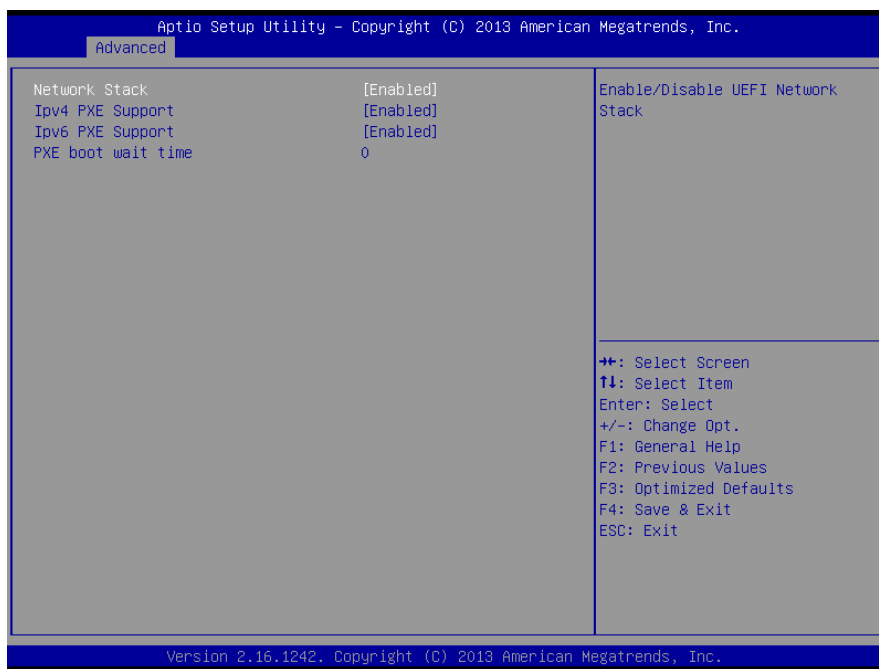 Aptio Setup Utility – Copyright (C) 2013 American Megatrends, Inc.
Advanced
Network Stack [Enabled]
Ipv4 PXE Support [Enabled]
Ipv6 PXE Support [Enabled]
PXE boot wait time 0
Enable/Disable UEFI Network
Stack
→←: Select Screen
↑↓: Select Item
Enter: Select
+/-: Change Opt.
F1: General Help
F2: Previous Values
F3: Optimized Defaults
F4: Save & Exit
ESC: Exit
Version 2.16.1242. Copyright (C) 2013 American Megatrends, Inc.